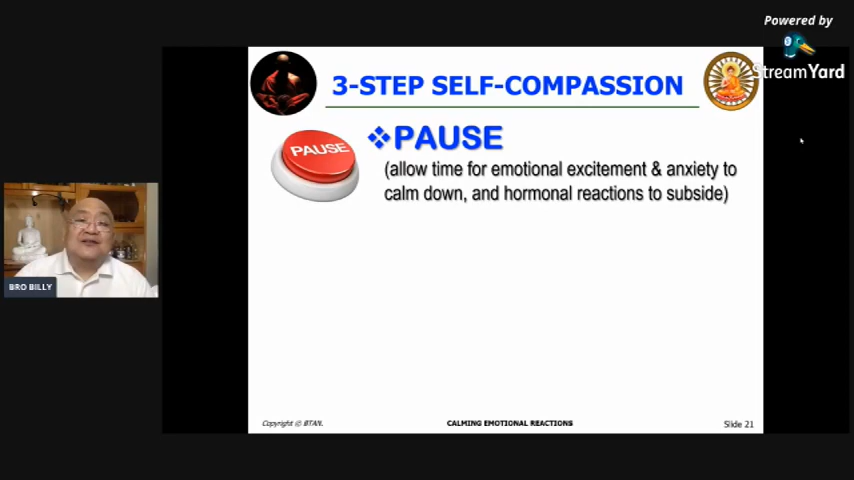 Powered by
StreamYard
3-STEP SELF-COMPASSION
PAUSE
❖PAUSE
(allow time for emotional excitement & anxiety to
calm down, and hormonal reactions to subside)
BRO BILLY
Copyright © BTAN.
CALMING EMOTIONAL REACTIONS
Slide 21